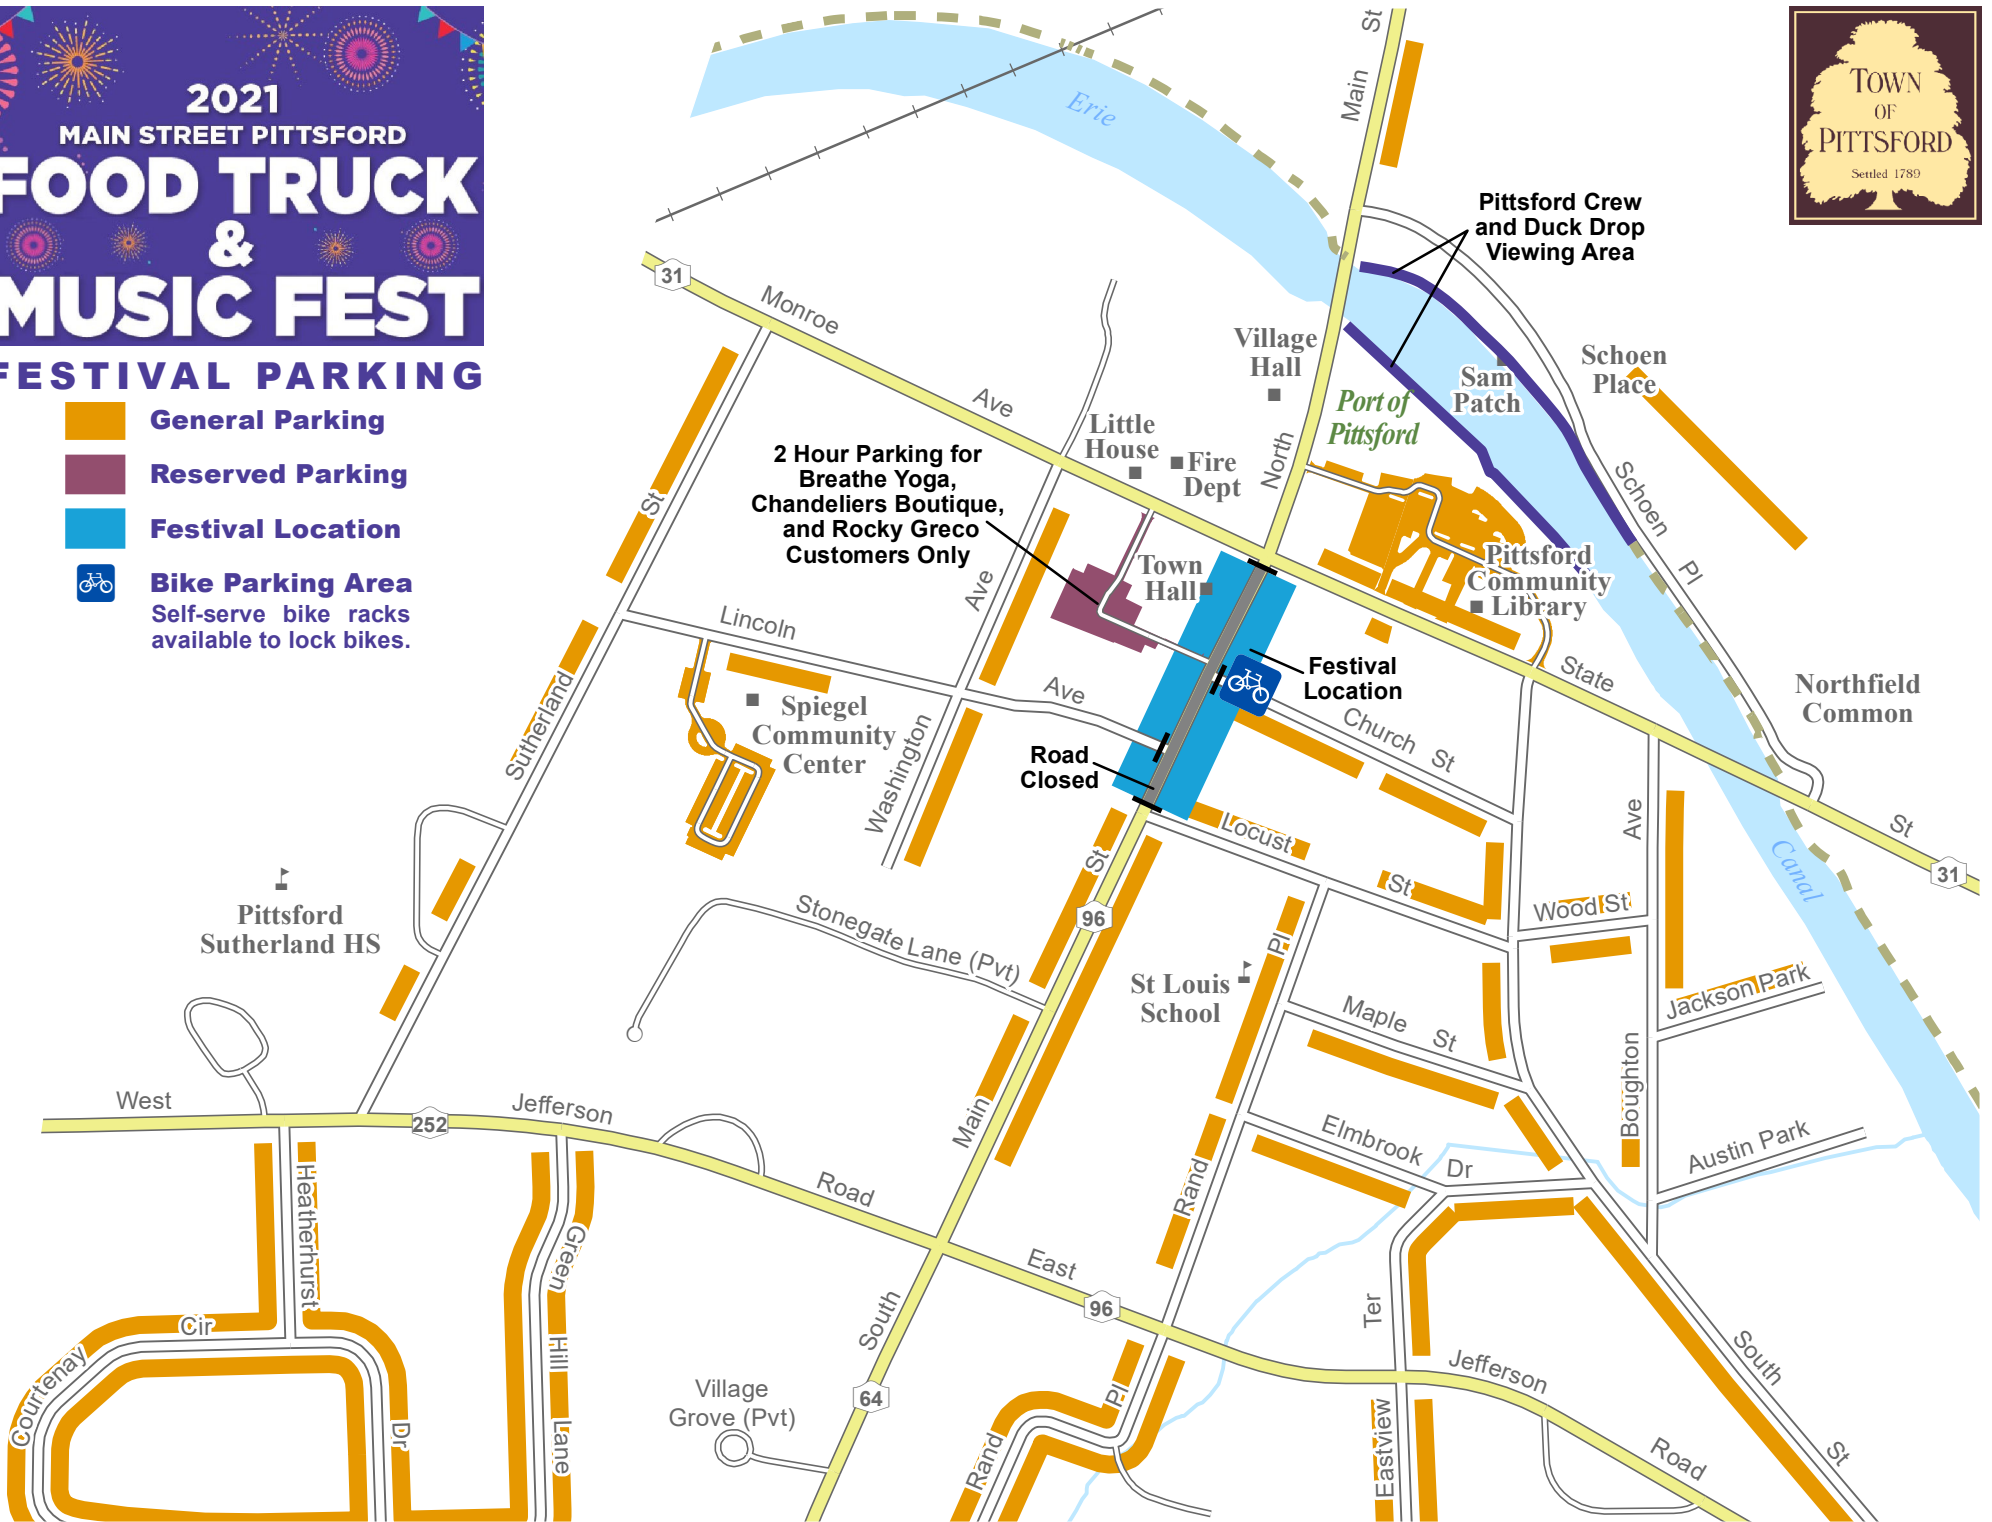 2021
MAIN STREET PITTSFORD
FOOD TRUCK
&
MUSIC FEST
FESTIVAL PARKING
General Parking
Reserved Parking
Festival Location
Bike Parking Area
Self-serve bike racks
available to lock bikes.
TOWN
OF
PITTSFORD
Settled 1789
St
Main
Erie
Pittsford Crew
and Duck Drop
Viewing Area
31
Monroe
Ave
Village
Hall
Port of
Pittsford
Sam
Patch
Schoen
Place
Little
House
Fire
Dept
North
2 Hour Parking for
Breathe Yoga,
Chandeliers Boutique,
and Rocky Greco
Customers Only
St
Schoen
Pl
Pittsford
Community
Library
Town
Hall
Ave
Lincoln
Ave
Festival
Location
State
Northfield
Common
Sutherland
Spiegel
Community
Center
Washington
Church
St
Road
Closed
Locust
St
Ave
St
31
Canal
St
96
Wood St
Pittsford
Sutherland HS
Stonegate Lane (Pvt)
Pl
St Louis
School
Jackson Park
Maple
St
Boughton
West
252
Jefferson
Main
Elmbrook
Dr
Austin Park
Heatherhurst
Green
Road
Rand
East
96
Cir
South
Ter
Courtenay
Hill
Jefferson
South
Village
Grove (Pvt)
64
Pl
Dr
Lane
Rand
Eastview
Road
St